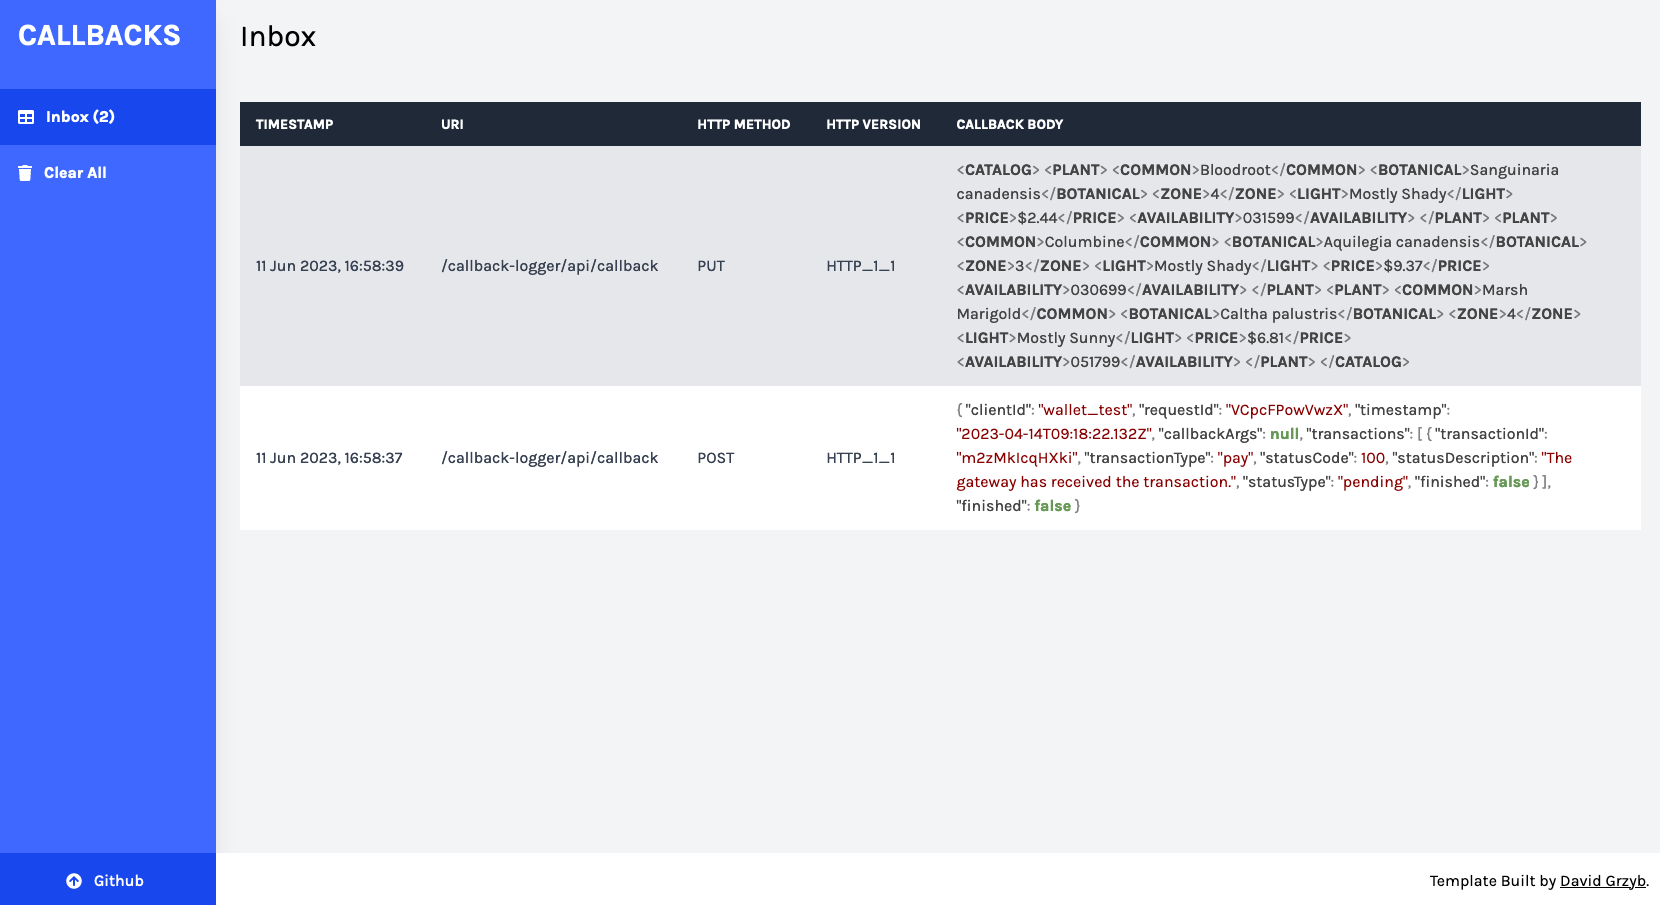 CALLBACKS
Inbox (2)
Clear All
Github
Inbox
TIMESTAMP URI HTTP METHOD HTTP VERSION CALLBACK BODY
11 Jun 2023, 16:58:39 /callback-logger/api/callback PUT HTTP_1_1
<CATALOG> <PLANT> <COMMON>Bloodroot</COMMON> <BOTANICAL>Sanguinaria
canadensis</BOTANICAL> <ZONE>4</ZONE> <LIGHT>Mostly Shady</LIGHT>
<PRICE>$2.44</PRICE> <AVAILABILITY>031599</AVAILABILITY> </PLANT> <PLANT>
<COMMON>Columbine</COMMON> <BOTANICAL>Aquilegia canadensis</BOTANICAL>
<ZONE>3</ZONE> <LIGHT>Mostly Shady</LIGHT> <PRICE>$9.37</PRICE>
<AVAILABILITY>030699</AVAILABILITY> </PLANT> <PLANT> <COMMON>Marsh
Marigold</COMMON> <BOTANICAL>Caltha palustris</BOTANICAL> <ZONE>4</ZONE>
<LIGHT>Mostly Sunny</LIGHT> <PRICE>$6.81</PRICE>
<AVAILABILITY>051799</AVAILABILITY> </PLANT> </CATALOG>
11 Jun 2023, 16:58:37 /callback-logger/api/callback POST HTTP_1_1
{ "clientId": "wallet_test", "requestId": "VCpcFPowVwzX", "timestamp":
"2023-04-14T09:18:22.132Z", "callbackArgs": null, "transactions": [ { "transactionId":
"m2zMkIcqHXki", "transactionType": "pay", "statusCode": 100, "statusDescription": "The
gateway has received the transaction.", "statusType": "pending", "finished": false } ],
"finished": false }
Template Built by David Grzyb.